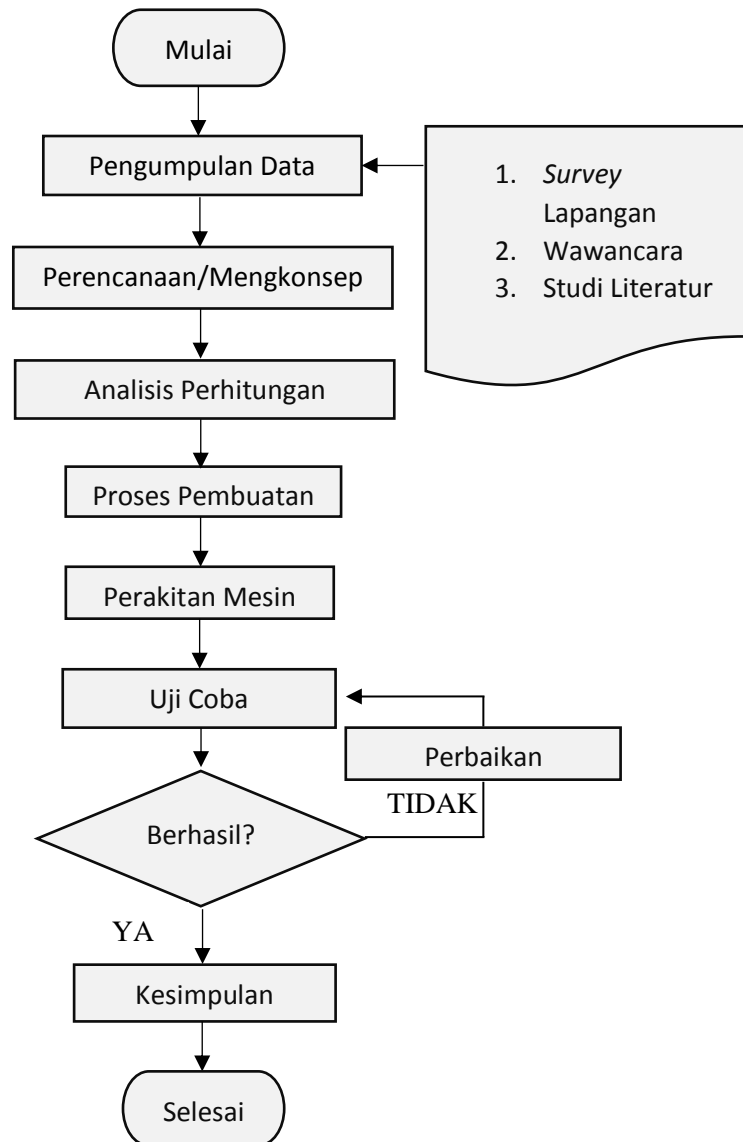 Mulai
Pengumpulan Data
1. Survey
Lapangan
2. Wawancara
3. Studi Literatur
Perencanaan/Mengkonsep
Analisis Perhitungan
Proses Pembuatan
Perakitan Mesin
Uji Coba
Perbaikan
TIDAK
Berhasil?
YA
Kesimpulan
Selesai